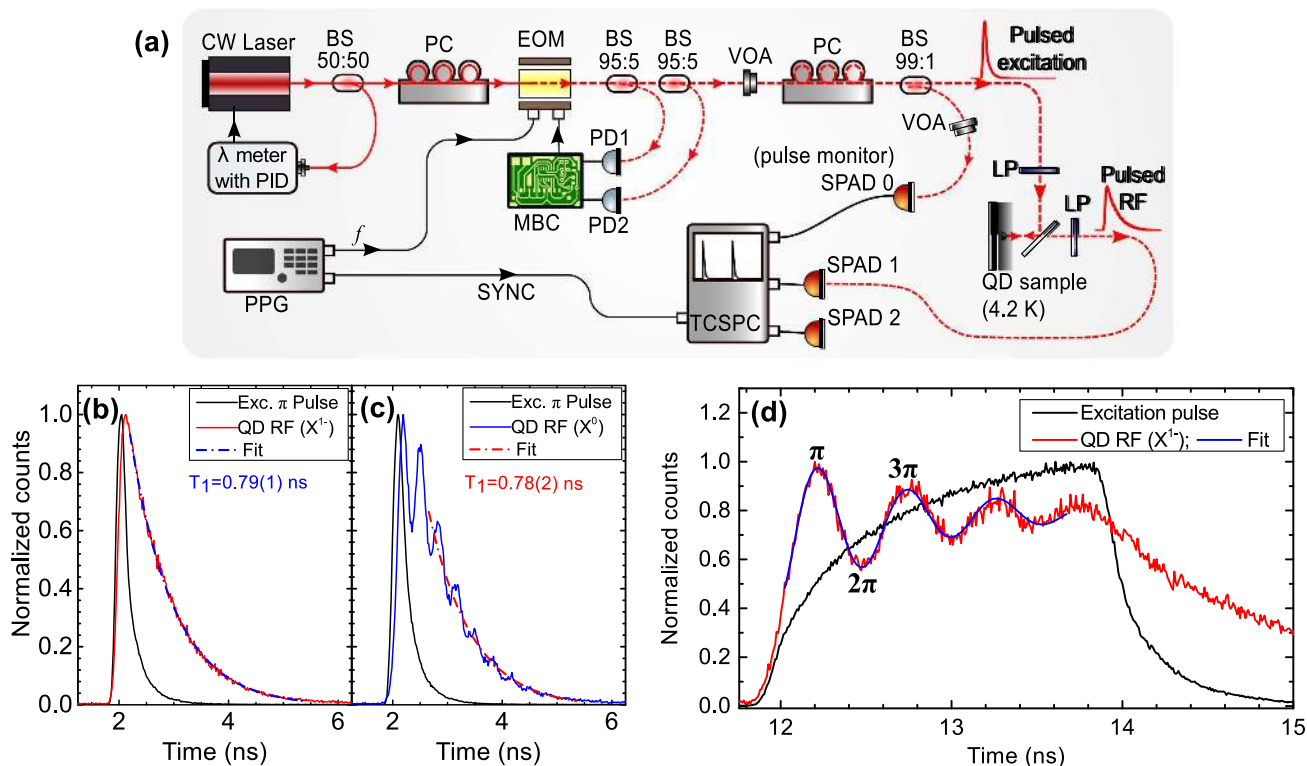 (a)
CW Laser
BS
50:50
PC
EOM
BS
95:5
BS
95:5
VOA
PC
BS
99:1
Pulsed
excitation
λ meter
with PID
PD1
PD2
MBC
VOA
(pulse monitor)
SPAD 0
LP
LP
Pulsed
RF
f
PPG
SYNC
TCSPC
SPAD 1
SPAD 2
QD sample
(4.2 K)
(b)
Exc. π Pulse
QD RF (X¹⁻)
Fit
T₁=0.79(1) ns
Normalized counts
1.0
0.8
0.6
0.4
0.2
0.0
2
4
6
Time (ns)
(c)
Exc. π Pulse
QD RF (X⁰)
Fit
T₁=0.78(2) ns
2
4
6
Time (ns)
(d)
Excitation pulse
QD RF (X¹⁻); Fit
π
3π
2π
Normalized counts
1.2
1.0
0.8
0.6
0.4
0.2
0.0
12
13
14
15
Time (ns)